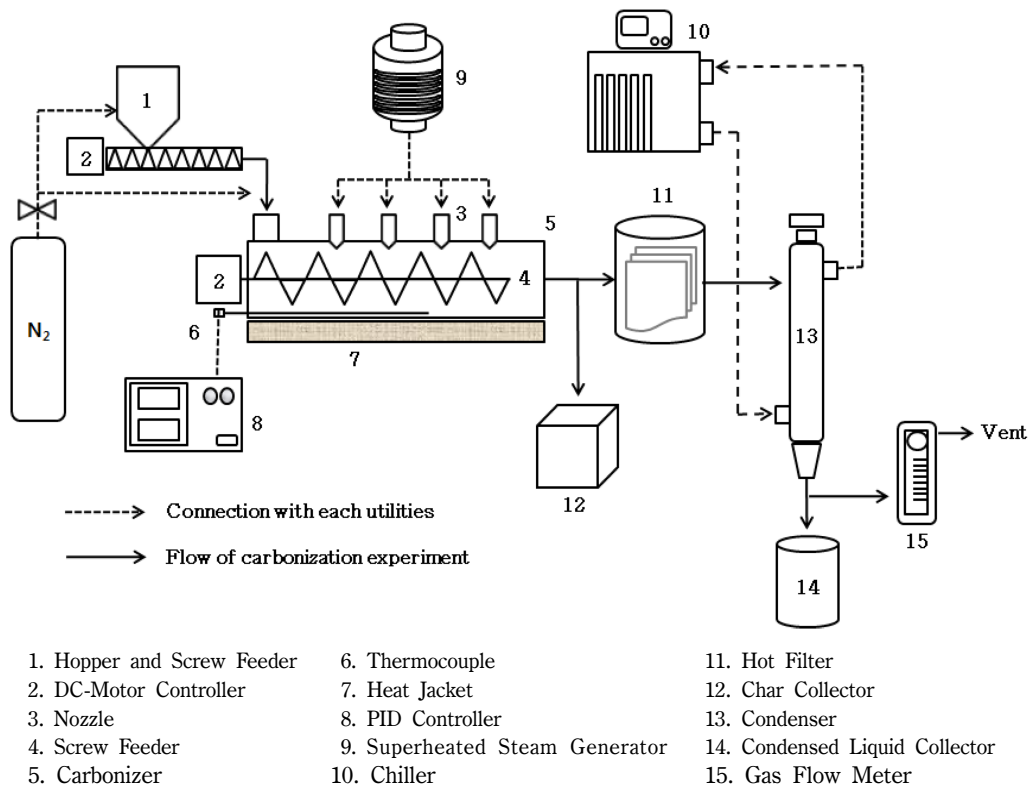 10
9
1
2
11
3
5
2
4
6
N2
13
7
8
Vent
12
Connection with each utilities
15
Flow of carbonization experiment
14
1. Hopper and Screw Feeder
2. DC-Motor Controller
3. Nozzle
4. Screw Feeder
5. Carbonizer
6. Thermocouple
7. Heat Jacket
8. PID Controller
9. Superheated Steam Generator
10. Chiller
11. Hot Filter
12. Char Collector
13. Condenser
14. Condensed Liquid Collector
15. Gas Flow Meter